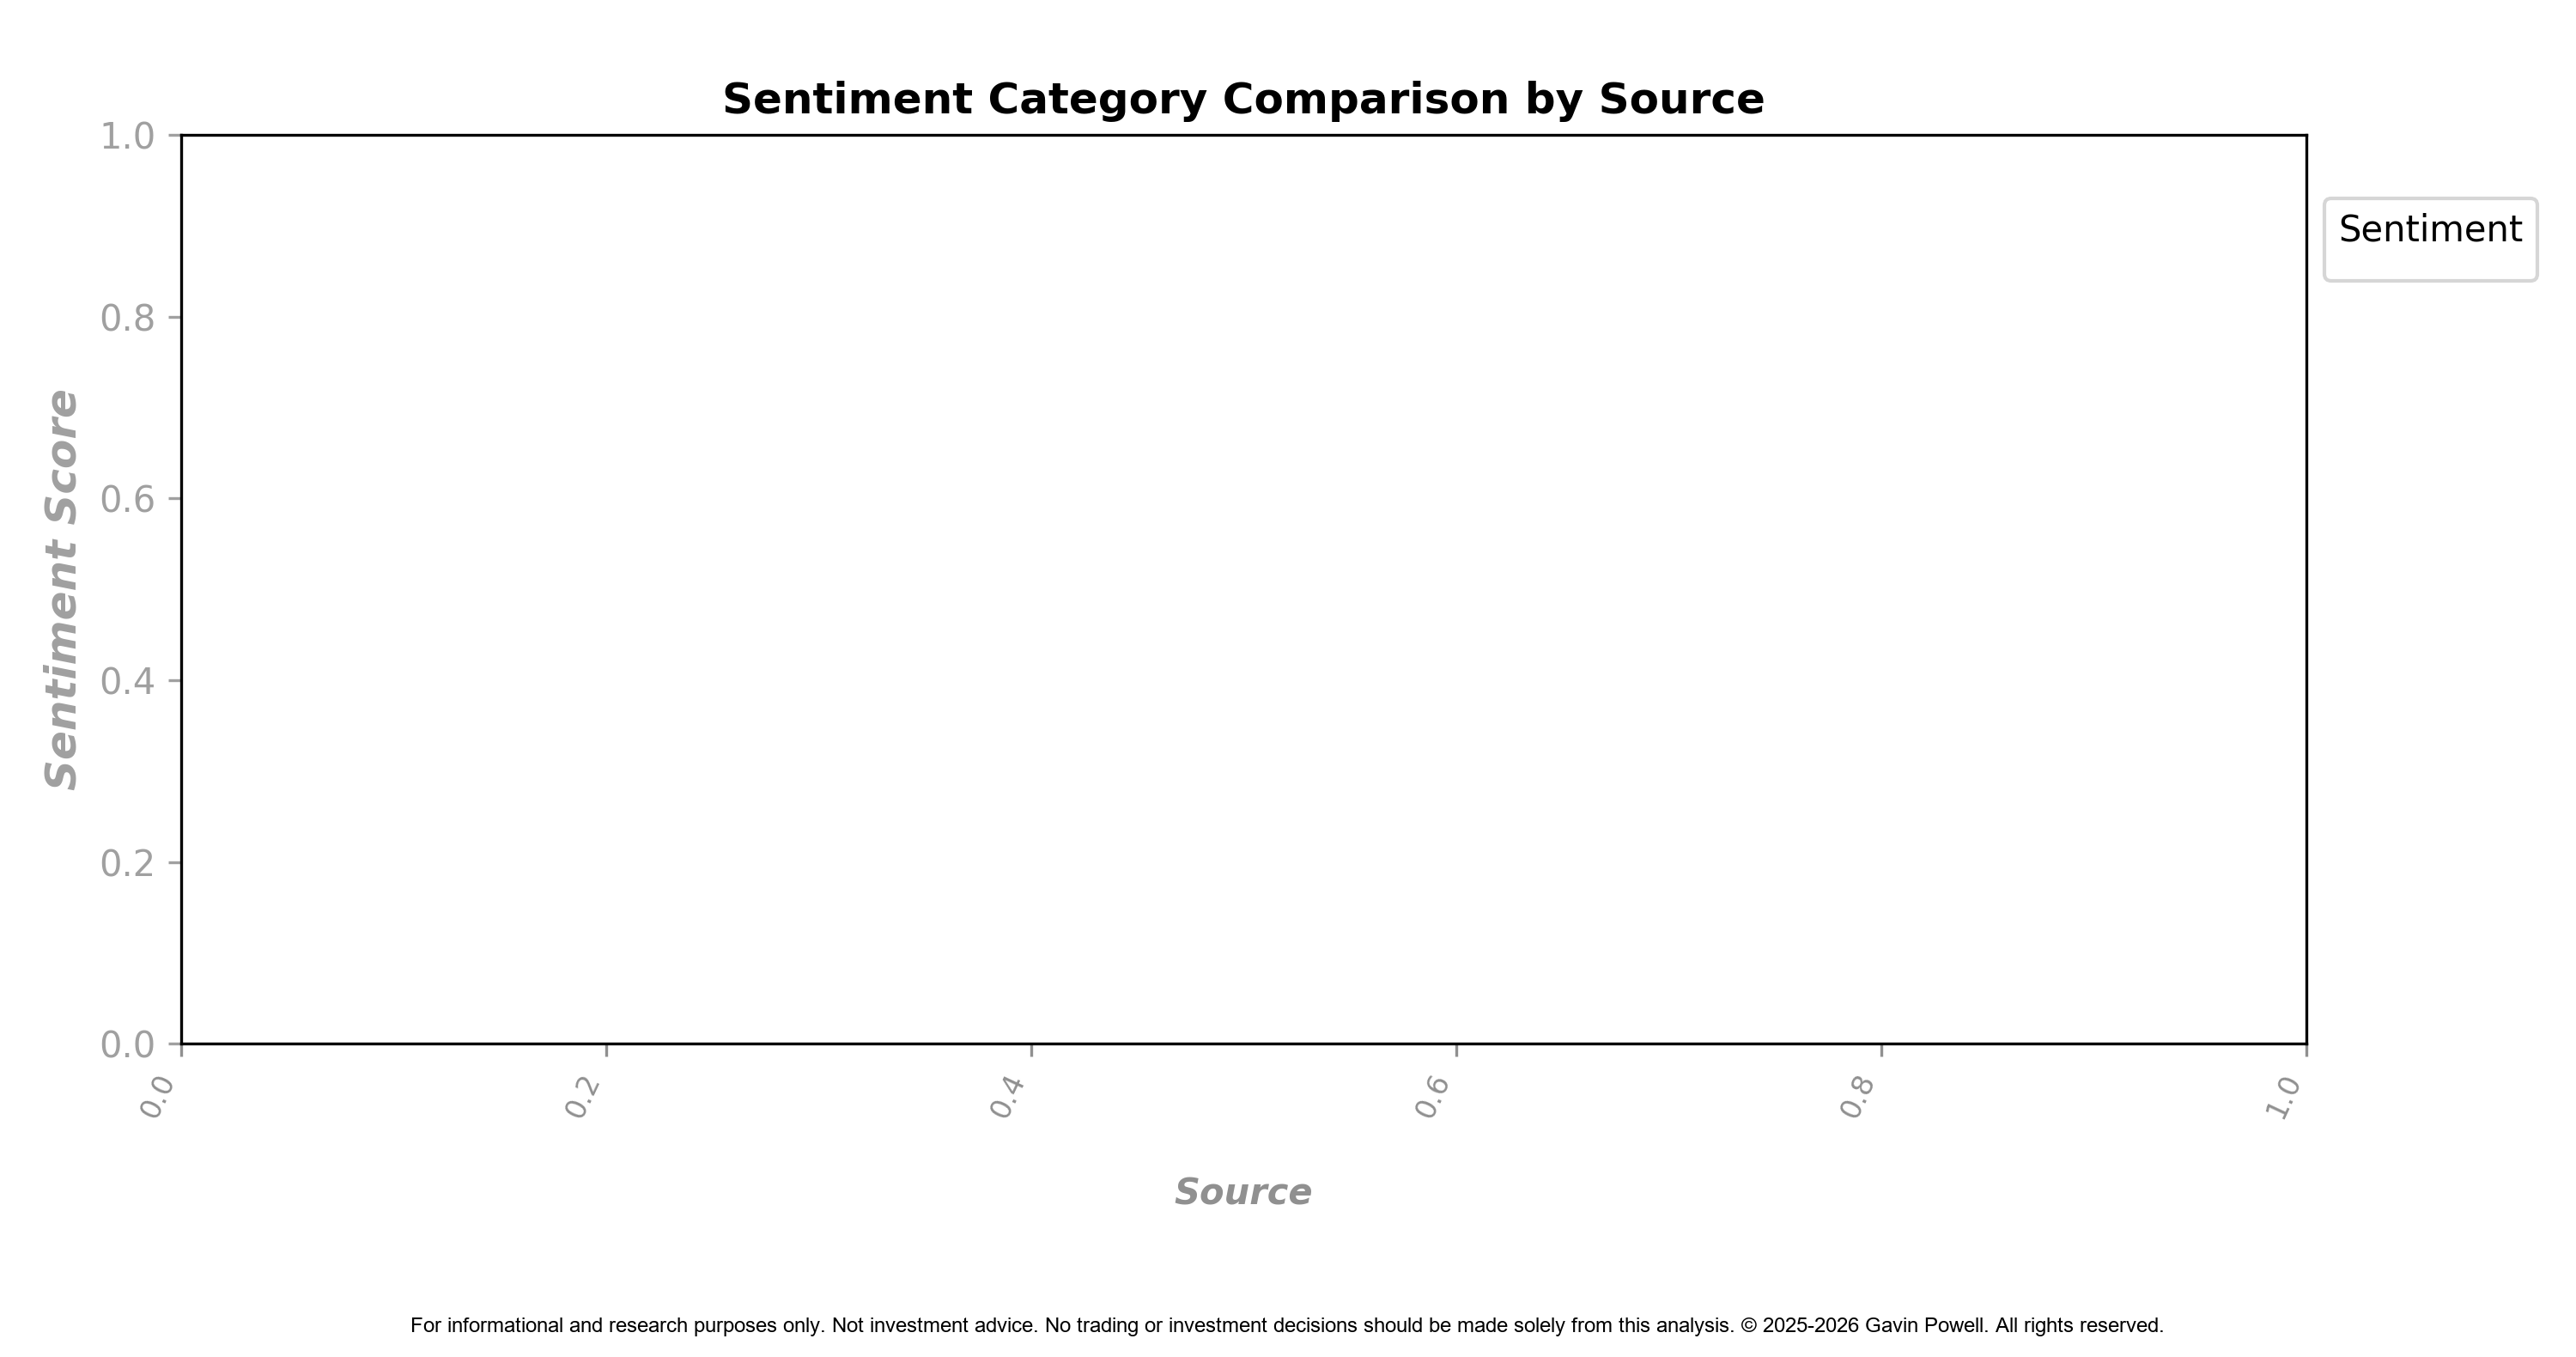 Sentiment Category Comparison by Source
Sentiment
Sentiment Score
1.0
0.8
0.6
0.4
0.2
0.0
0.0 0.2 0.4 0.6 0.8 1.0
Source
For informational and research purposes only. Not investment advice. No trading or investment decisions should be made solely from this analysis. © 2025-2026 Gavin Powell. All rights reserved.